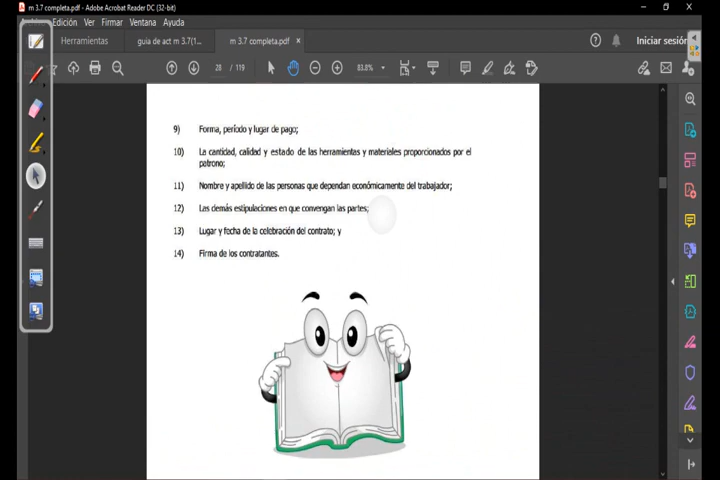 m 3.7 completa.pdf - Adobe Acrobat Reader DC (32-bit)
Edición Ver Firmar Ventana Ayuda
Herramientas guia de act m 3.7(1... m 3.7 completa.pdf × Iniciar sesión
28 / 119 83.8%
9) Forma, período y lugar de pago;
10) La cantidad, calidad y estado de las herramientas y materiales proporcionados por el
patrono;
11) Nombre y apellido de las personas que dependan económicamente del trabajador;
12) Las demás estipulaciones en que convengan las partes;
13) Lugar y fecha de la celebración del contrato; y
14) Firma de los contratantes.